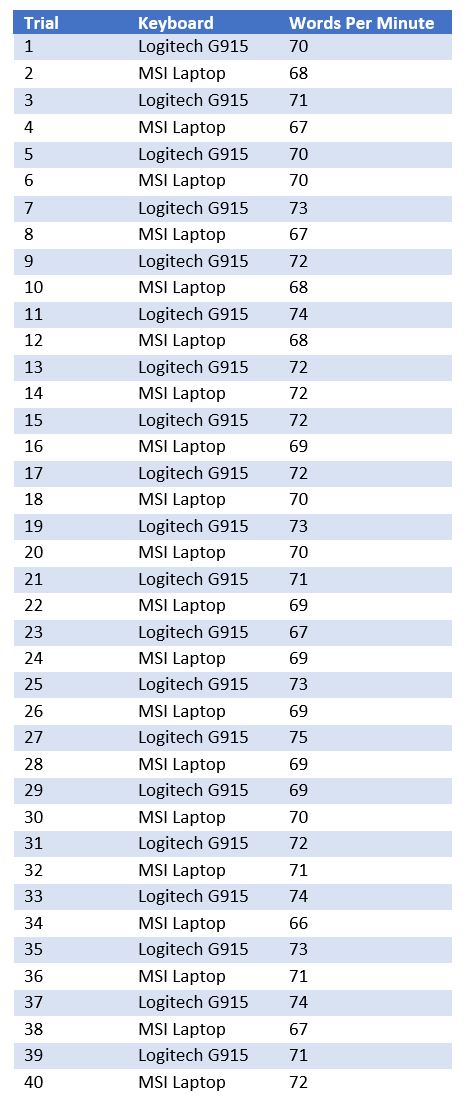 Trial Keyboard Words Per Minute
1 Logitech G915 70
2 MSI Laptop 68
3 Logitech G915 71
4 MSI Laptop 67
5 Logitech G915 70
6 MSI Laptop 70
7 Logitech G915 73
8 MSI Laptop 67
9 Logitech G915 72
10 MSI Laptop 68
11 Logitech G915 74
12 MSI Laptop 68
13 Logitech G915 72
14 MSI Laptop 72
15 Logitech G915 72
16 MSI Laptop 69
17 Logitech G915 72
18 MSI Laptop 70
19 Logitech G915 73
20 MSI Laptop 70
21 Logitech G915 71
22 MSI Laptop 69
23 Logitech G915 67
24 MSI Laptop 69
25 Logitech G915 73
26 MSI Laptop 69
27 Logitech G915 75
28 MSI Laptop 69
29 Logitech G915 69
30 MSI Laptop 70
31 Logitech G915 72
32 MSI Laptop 71
33 Logitech G915 74
34 MSI Laptop 66
35 Logitech G915 73
36 MSI Laptop 71
37 Logitech G915 74
38 MSI Laptop 67
39 Logitech G915 71
40 MSI Laptop 72